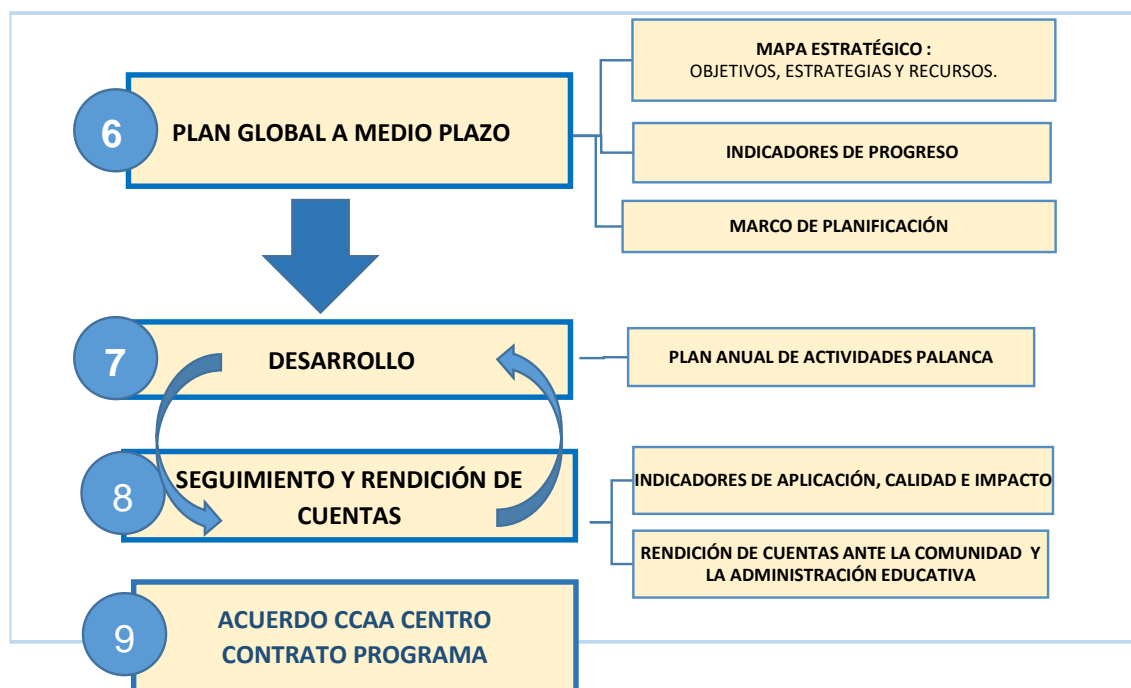 6
PLAN GLOBAL A MEDIO PLAZO
MAPA ESTRATÉGICO :
OBJETIVOS, ESTRATEGIAS Y RECURSOS.
INDICADORES DE PROGRESO
MARCO DE PLANIFICACIÓN
7
DESARROLLO
PLAN ANUAL DE ACTIVIDADES PALANCA
8
SEGUIMIENTO Y RENDICIÓN DE
CUENTAS
INDICADORES DE APLICACIÓN, CALIDAD E IMPACTO
RENDICIÓN DE CUENTAS ANTE LA COMUNIDAD Y
LA ADMINISTRACIÓN EDUCATIVA
9
ACUERDO CCAA CENTRO
CONTRATO PROGRAMA